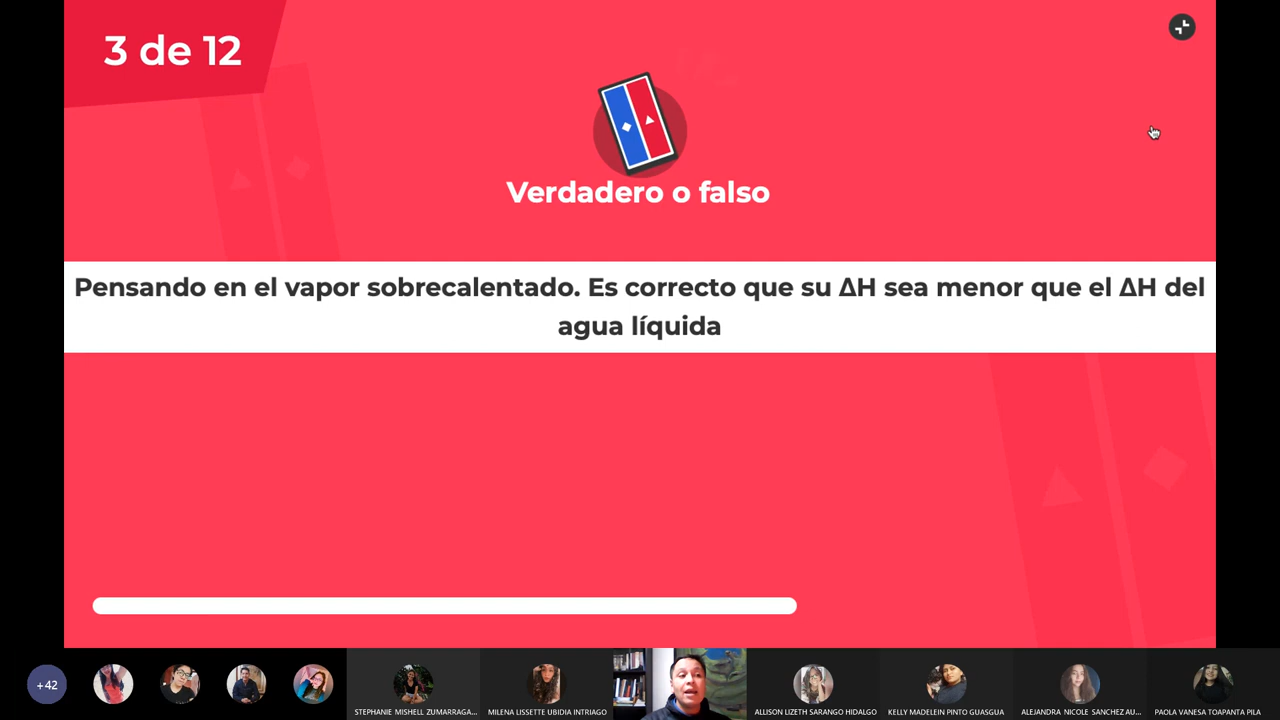 3 de 12
Verdadero o falso
Pensando en el vapor sobrecalentado. Es correcto que su ΔH sea menor que el ΔH del
agua líquida
+42
STEPHANIE MISHELL ZUMARRAGA...
MILENA LISSETTE UBIDIA INTRIAGO
ALLISON LIZETH SARANGO HIDALGO
KELLY MADELEIN PINTO GUASGUA
ALEJANDRA NICOLE SANCHEZ AU...
PAOLA VANESA TOAPANTA PILA